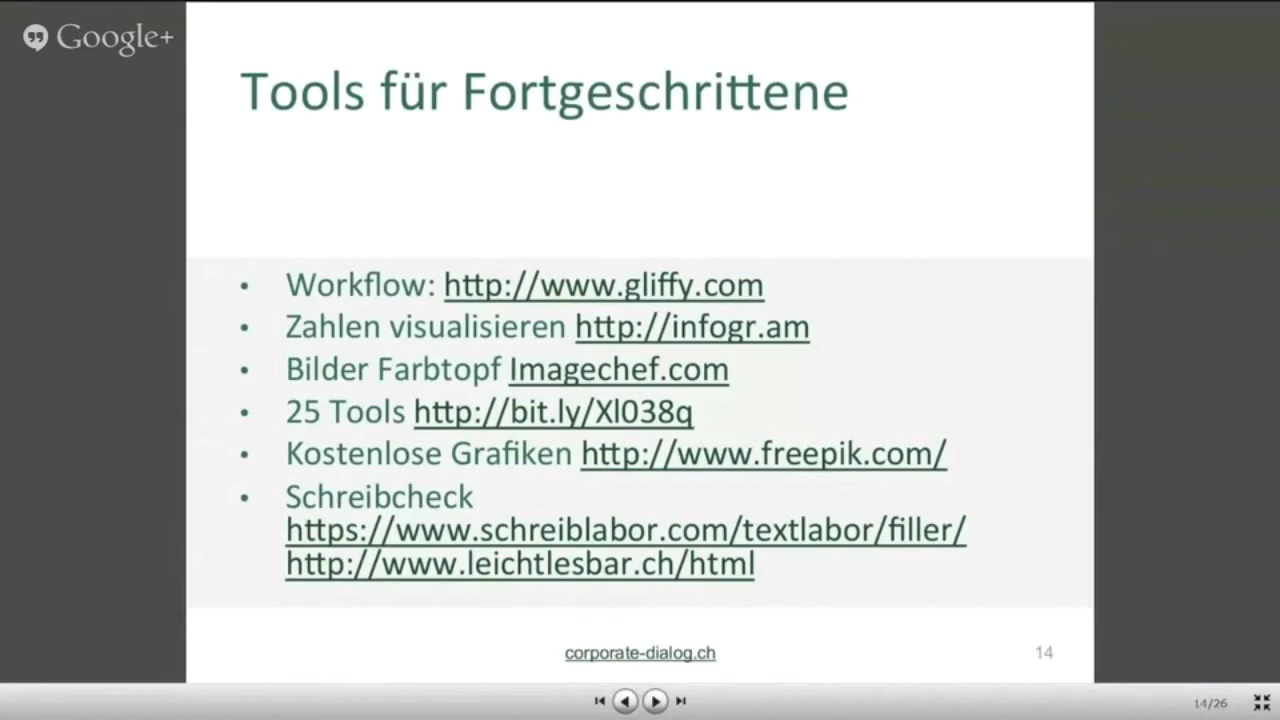 Google+
Tools für Fortgeschrittene
• Workflow: http://www.gliffy.com
• Zahlen visualisieren http://infogr.am
• Bilder Farbtopf Imagechef.com
• 25 Tools http://bit.ly/Xl038q
• Kostenlose Grafiken http://www.freepik.com/
• Schreibcheck
https://www.schreiblabor.com/textlabor/filler/
http://www.leichtlesbar.ch/html
corporate-dialog.ch
14
14/26